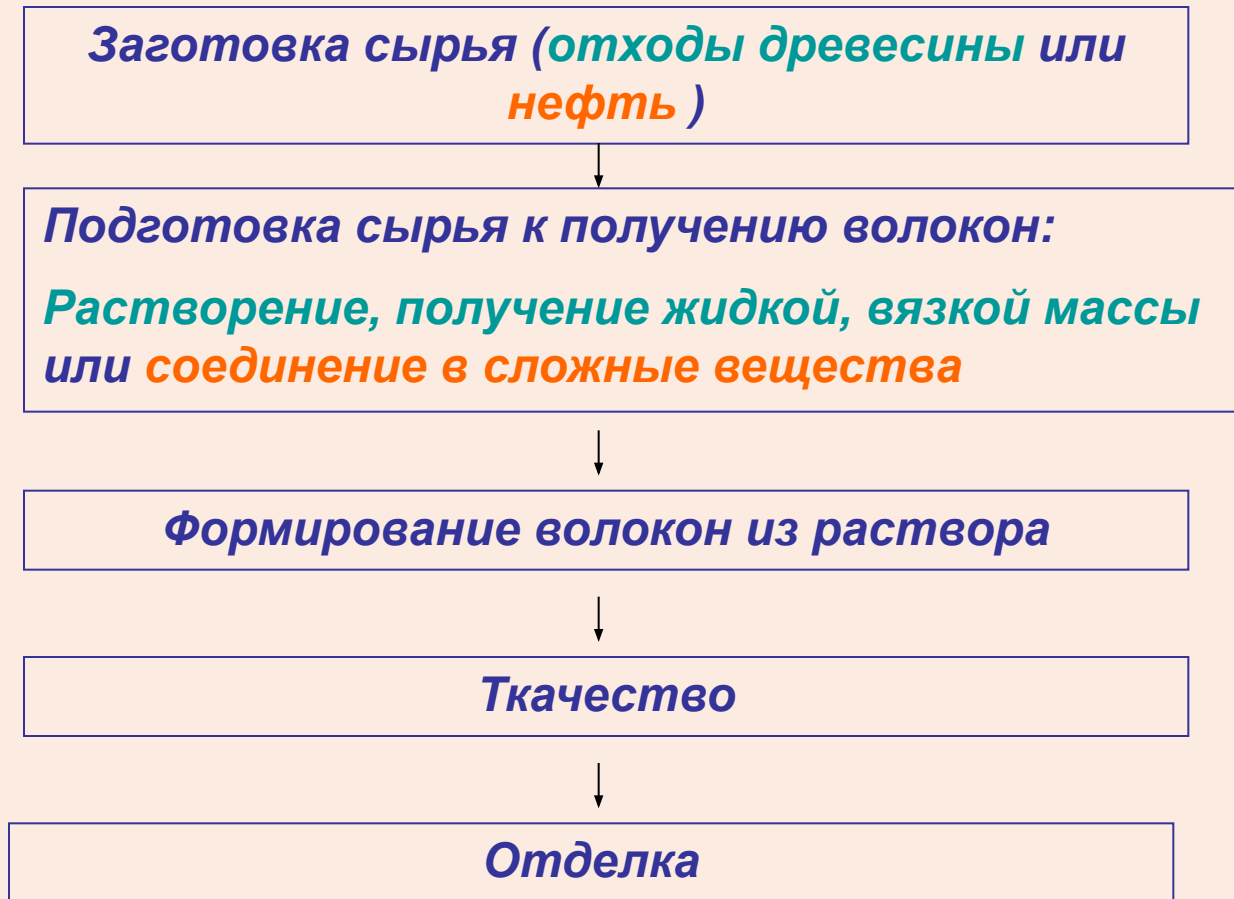 Заготовка сырья (отходы древесины или
нефть )
Подготовка сырья к получению волокон:
Растворение, получение жидкой, вязкой массы
или соединение в сложные вещества
Формирование волокон из раствора
Ткачество
Отделка